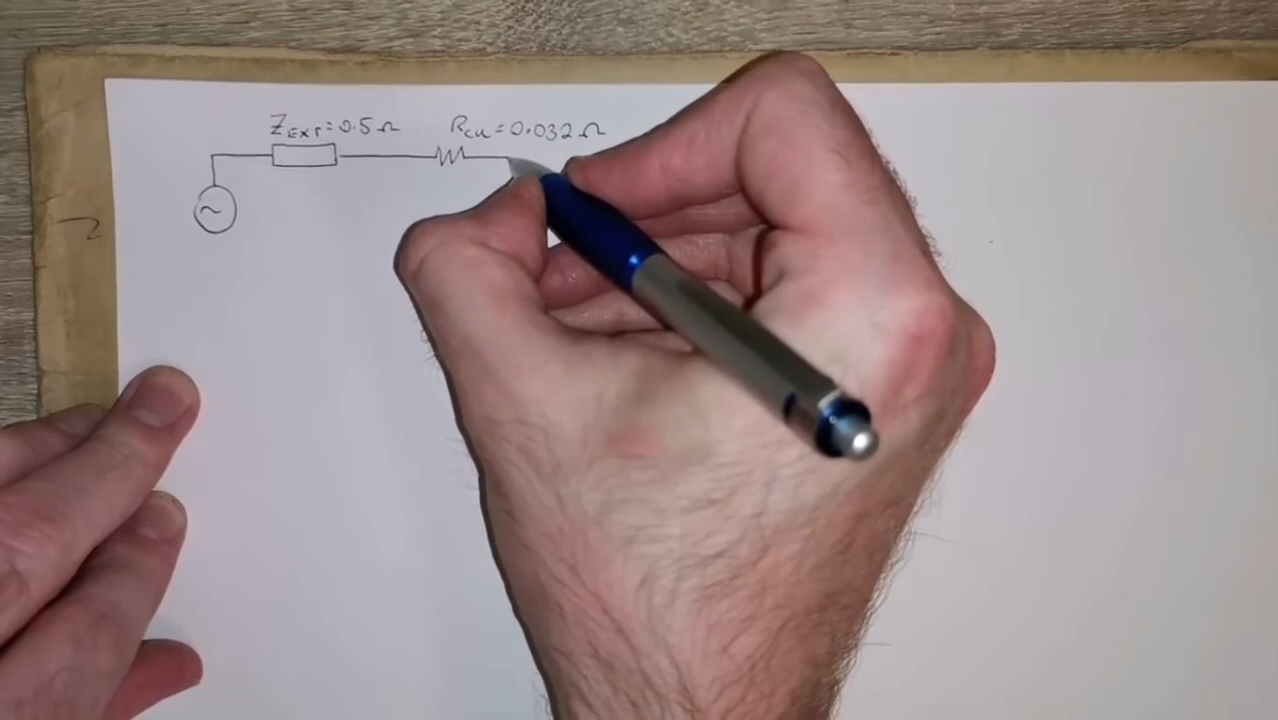 Z_EXT = 0.5 Ω R_CU = 0.032 Ω
~